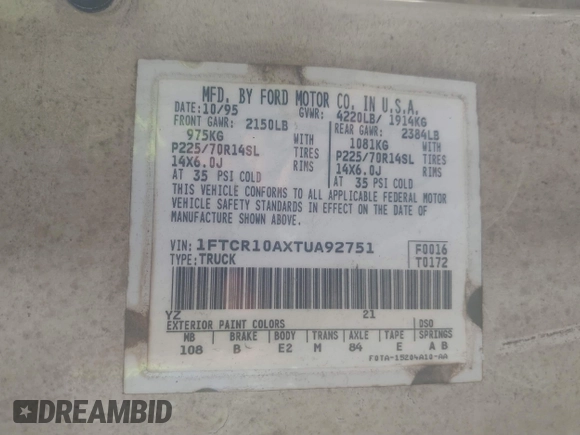 MFD. BY FORD MOTOR CO. IN U.S.A.
DATE: 10/95 GVWR: 4220LB/ 1914KG
FRONT GAWR: 2150LB REAR GAWR: 2384LB
975KG WITH 1081KG WITH
P225/70R14SL TIRES P225/70R14SL TIRES
14X6.0J RIMS 14X6.0J RIMS
AT 35 PSI COLD AT 35 PSI COLD
THIS VEHICLE CONFORMS TO ALL APPLICABLE FEDERAL MOTOR
VEHICLE SAFETY STANDARDS IN EFFECT ON THE DATE OF
MANUFACTURE SHOWN ABOVE.
VIN: 1FTCR10AXTUA92751 F0016
TYPE: TRUCK T0172
YZ 21
EXTERIOR PAINT COLORS DSO
WB BRAKE BODY TRANS AXLE TAPE SPRINGS
108 B E2 M 84 E A B
F0TA-15204A10-AA
DREAMBID